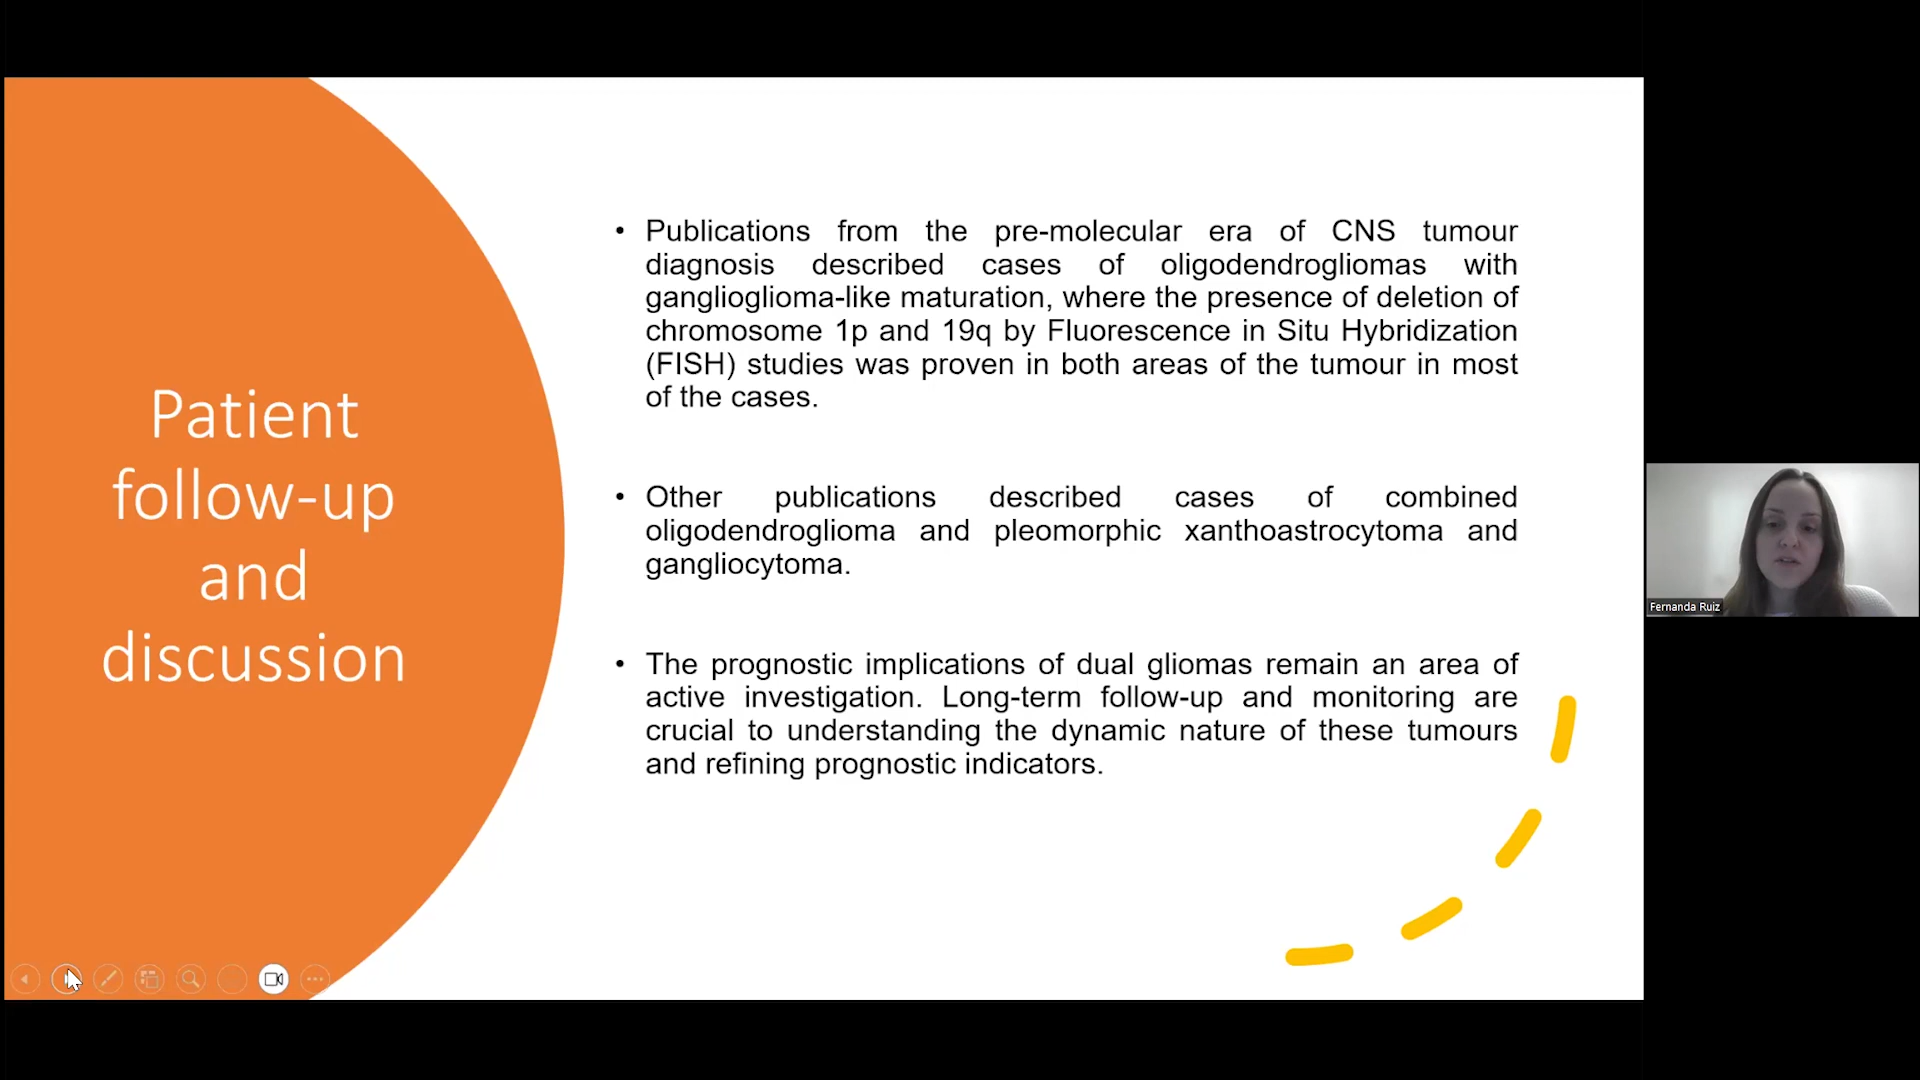 Patient
follow-up
and
discussion
• Publications from the pre-molecular era of CNS tumour
diagnosis described cases of oligodendrogliomas with
ganglioglioma-like maturation, where the presence of deletion of
chromosome 1p and 19q by Fluorescence in Situ Hybridization
(FISH) studies was proven in both areas of the tumour in most
of the cases.
• Other publications described cases of combined
oligodendroglioma and pleomorphic xanthoastrocytoma and
gangliocytoma.
• The prognostic implications of dual gliomas remain an area of
active investigation. Long-term follow-up and monitoring are
crucial to understanding the dynamic nature of these tumours
and refining prognostic indicators.
Fernanda Ruiz